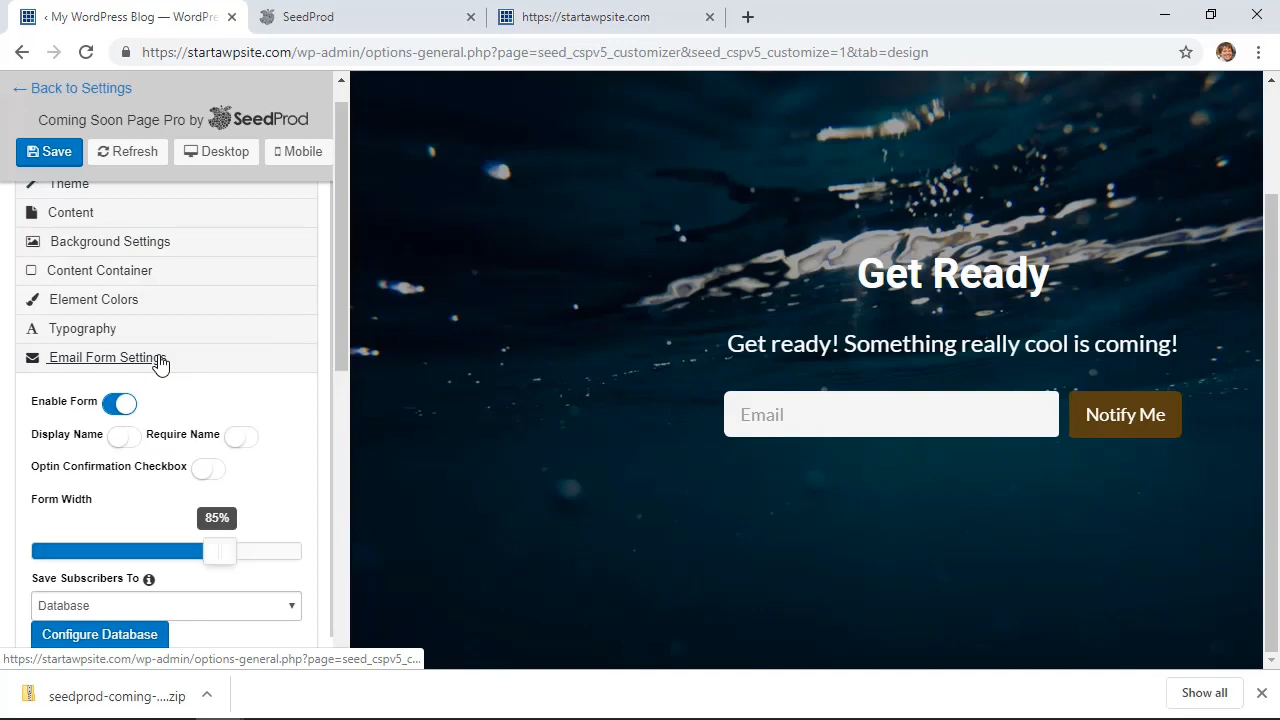 ‹ My WordPress Blog — WordPre
SeedProd
https://startawpsite.com
https://startawpsite.com/wp-admin/options-general.php?page=seed_cspv5_customizer&seed_cspv5_customize=1&tab=design
← Back to Settings
Coming Soon Page Pro by SeedProd
Save Refresh Desktop Mobile
Theme
Content
Background Settings
Content Container
Element Colors
Typography
Email Form Settings
Enable Form
Display Name Require Name
Optin Confirmation Checkbox
Form Width
85%
Save Subscribers To
Database
Configure Database
https://startawpsite.com/wp-admin/options-general.php?page=seed_cspv5_c...
Get Ready
Get ready! Something really cool is coming!
Email
Notify Me
seedprod-coming-....zip
Show all